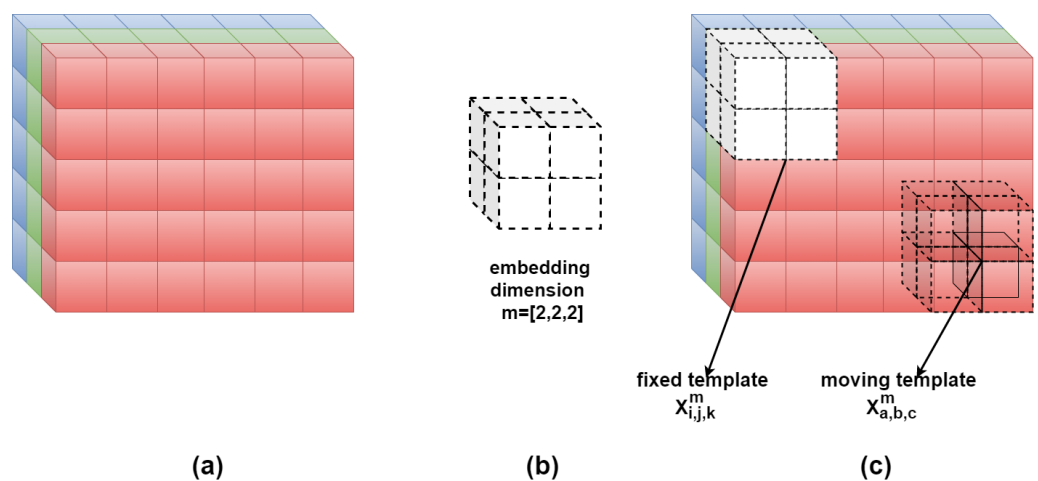 embedding
dimension
m=[2,2,2]
fixed template
X^m_{i,j,k}
moving template
X^m_{a,b,c}
(a)
(b)
(c)